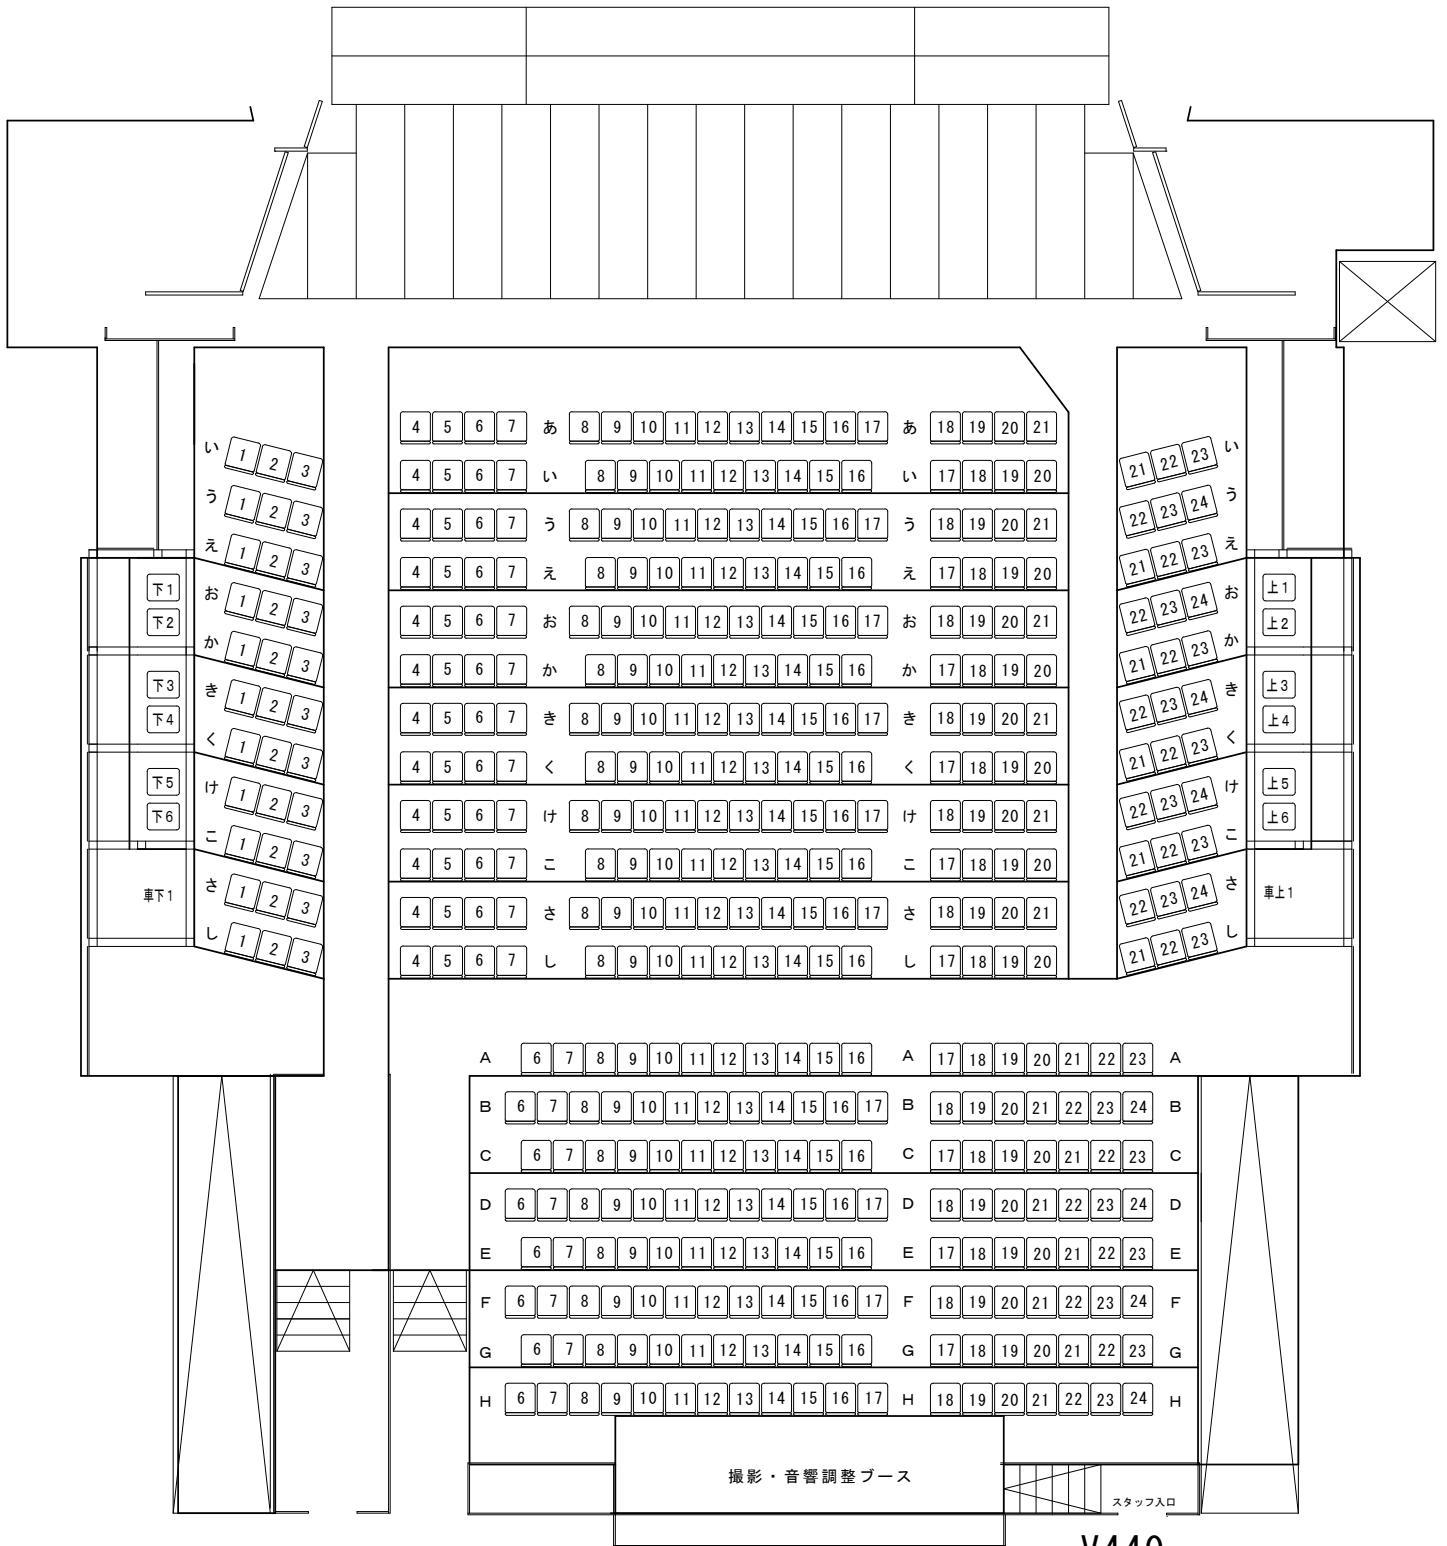 4 5 6 7 あ 8 9 10 11 12 13 14 15 16 17 あ 18 19 20 21
い 1 2 3 4 5 6 7 い 8 9 10 11 12 13 14 15 16 い 17 18 19 20 21 22 23 い
う 1 2 3 4 5 6 7 う 8 9 10 11 12 13 14 15 16 17 う 18 19 20 21 22 23 24 う
え 1 2 3 4 5 6 7 え 8 9 10 11 12 13 14 15 16 え 17 18 19 20 21 22 23 え
下1 お 1 2 3 4 5 6 7 お 8 9 10 11 12 13 14 15 16 17 お 18 19 20 21 22 23 24 お 上1
下2 か 1 2 3 4 5 6 7 か 8 9 10 11 12 13 14 15 16 か 17 18 19 20 21 22 23 か 上2
下3 き 1 2 3 4 5 6 7 き 8 9 10 11 12 13 14 15 16 17 き 18 19 20 21 22 23 24 き 上3
下4 く 1 2 3 4 5 6 7 く 8 9 10 11 12 13 14 15 16 く 17 18 19 20 21 22 23 く 上4
下5 け 1 2 3 4 5 6 7 け 8 9 10 11 12 13 14 15 16 17 け 18 19 20 21 22 23 24 け 上5
下6 こ 1 2 3 4 5 6 7 こ 8 9 10 11 12 13 14 15 16 こ 17 18 19 20 21 22 23 こ 上6
車下1 さ 1 2 3 4 5 6 7 さ 8 9 10 11 12 13 14 15 16 17 さ 18 19 20 21 22 23 24 さ 車上1
し 1 2 3 4 5 6 7 し 8 9 10 11 12 13 14 15 16 し 17 18 19 20 21 22 23 し
A 6 7 8 9 10 11 12 13 14 15 16 A 17 18 19 20 21 22 23 A
B 6 7 8 9 10 11 12 13 14 15 16 17 B 18 19 20 21 22 23 24 B
C 6 7 8 9 10 11 12 13 14 15 16 C 17 18 19 20 21 22 23 C
D 6 7 8 9 10 11 12 13 14 15 16 17 D 18 19 20 21 22 23 24 D
E 6 7 8 9 10 11 12 13 14 15 16 E 17 18 19 20 21 22 23 E
F 6 7 8 9 10 11 12 13 14 15 16 17 F 18 19 20 21 22 23 24 F
G 6 7 8 9 10 11 12 13 14 15 16 G 17 18 19 20 21 22 23 G
H 6 7 8 9 10 11 12 13 14 15 16 17 H 18 19 20 21 22 23 24 H
撮影・音響調整ブース
スタッフ入口